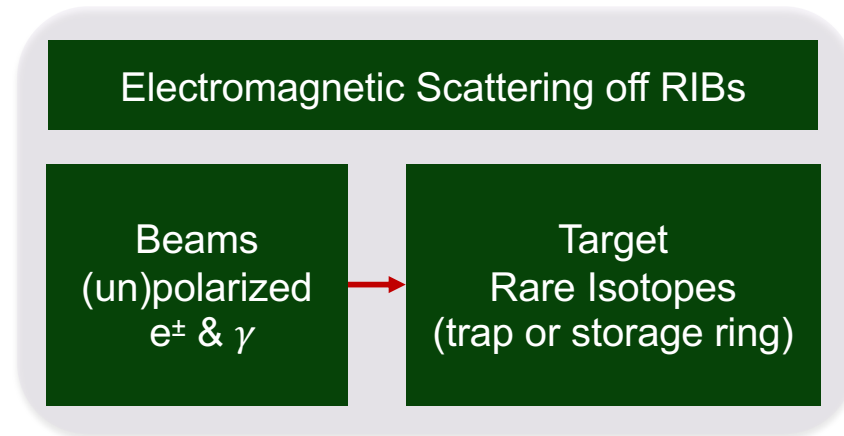 Electromagnetic Scattering off RIBs
Beams
(un)polarized
e± & γ
Target
Rare Isotopes
(trap or storage ring)